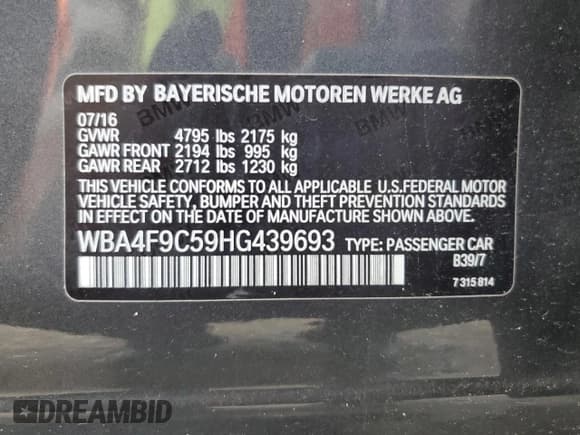 MFD BY BAYERISCHE MOTOREN WERKE AG
07/16
GVWR 4795 lbs 2175 kg
GAWR FRONT 2194 lbs 995 kg
GAWR REAR 2712 lbs 1230 kg
THIS VEHICLE CONFORMS TO ALL APPLICABLE U.S.FEDERAL MOTOR
VEHICLE SAFETY, BUMPER AND THEFT PREVENTION STANDARDS IN
EFFECT ON THE DATE OF MANUFACTURE SHOWN ABOVE.
WBA4F9C59HG439693 TYPE: PASSENGER CAR
B39/7
7 315 814
BMW
BMW
DREAMBID